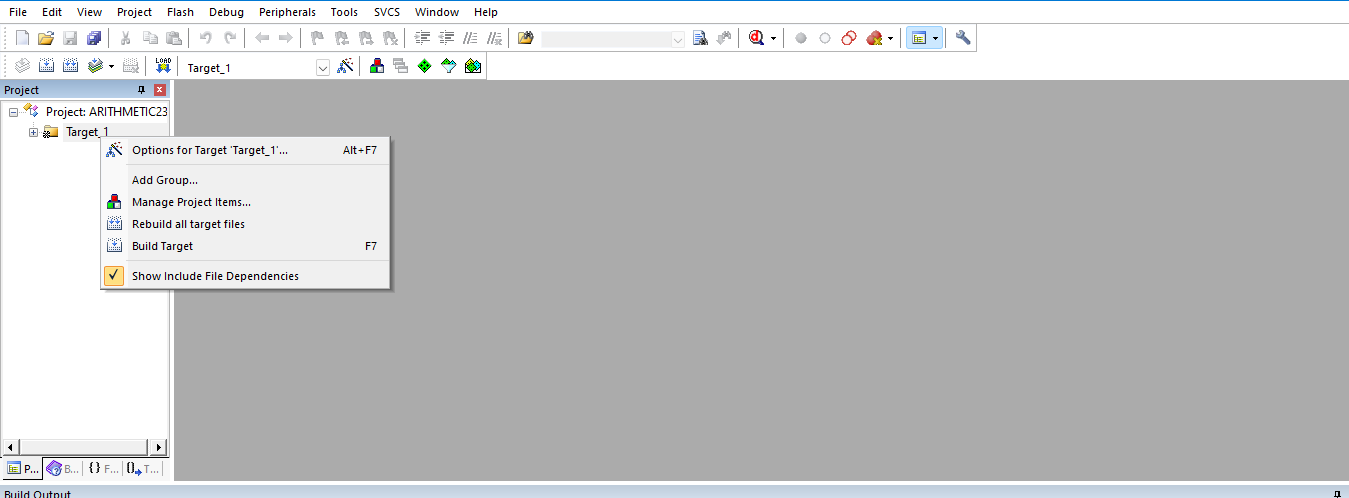 File Edit View Project Flash Debug Peripherals Tools SVCS Window Help
LOAD Target_1
Project
Project: ARITHMETIC23
Target_1
Options for Target 'Target_1'... Alt+F7
Add Group...
Manage Project Items...
Rebuild all target files
Build Target F7
Show Include File Dependencies
P... B... {} F... {} T...
Build Output